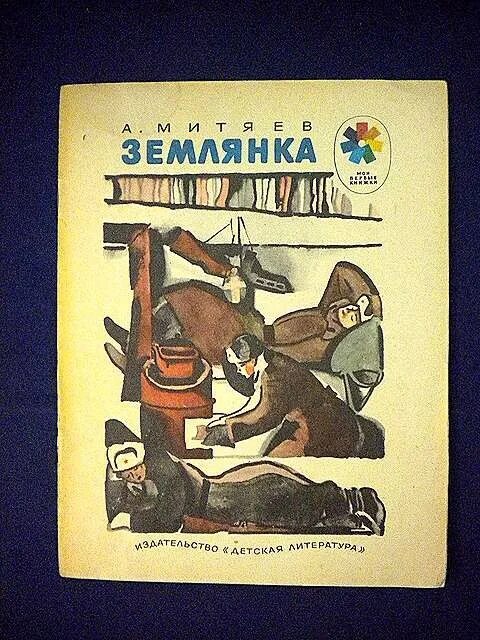 А. МИТЯЕВ
ЗЕМЛЯНКА
МОИ
ПЕРВЫЕ
КНИЖКИ
ИЗДАТЕЛЬСТВО «ДЕТСКАЯ ЛИТЕРАТУРА»